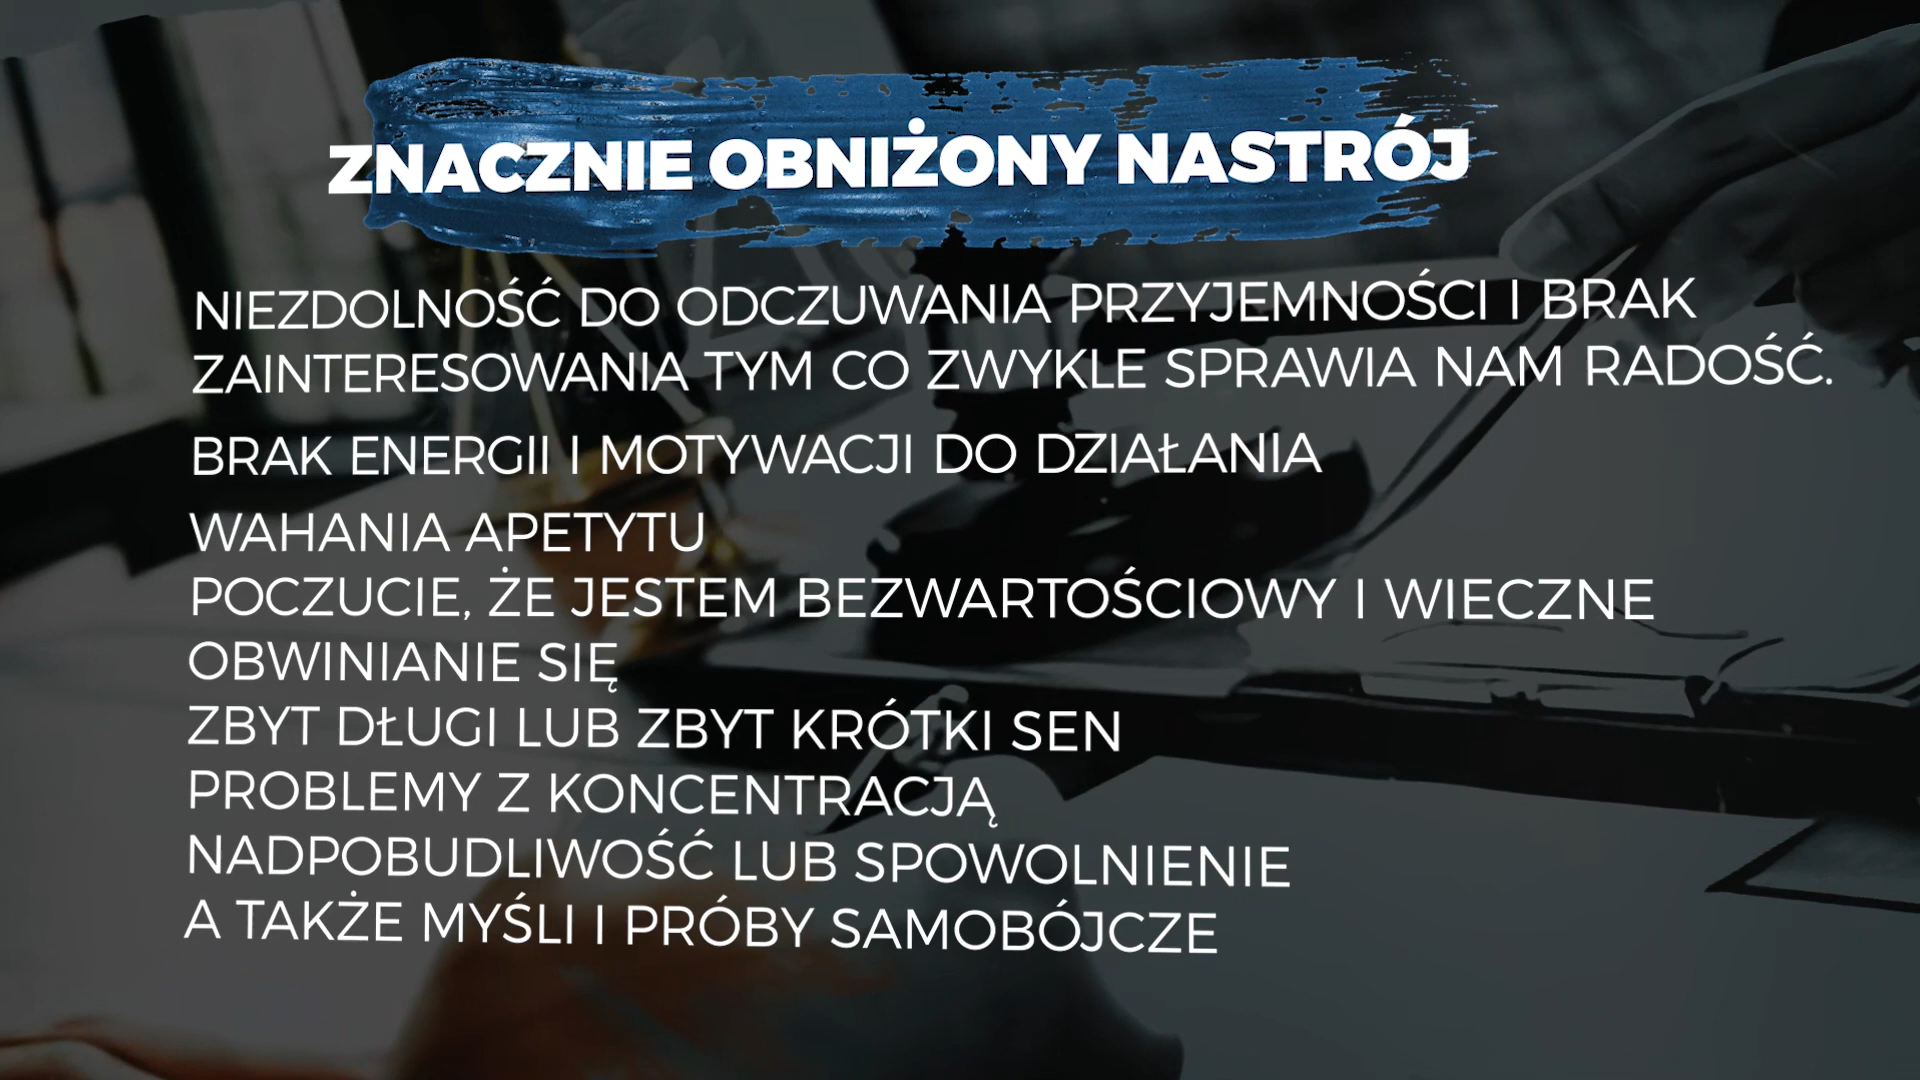 ZNACZNIE OBNIŻONY NASTRÓJ
NIEZDOLNOŚĆ DO ODCZUWANIA PRZYJEMNOŚCI I BRAK
ZAINTERESOWANIA TYM CO ZWYKLE SPRAWIA NAM RADOŚĆ.
BRAK ENERGII I MOTYWACJI DO DZIAŁANIA
WAHANIA APETYTU
POCZUCIE, ŻE JESTEM BEZWARTOŚCIOWY I WIECZNE
OBWINIANIE SIĘ
ZBYT DŁUGI LUB ZBYT KRÓTKI SEN
PROBLEMY Z KONCENTRACJĄ
NADPOBUDLIWOŚĆ LUB SPOWOLNIENIE
A TAKŻE MYŚLI I PRÓBY SAMOBÓJCZE